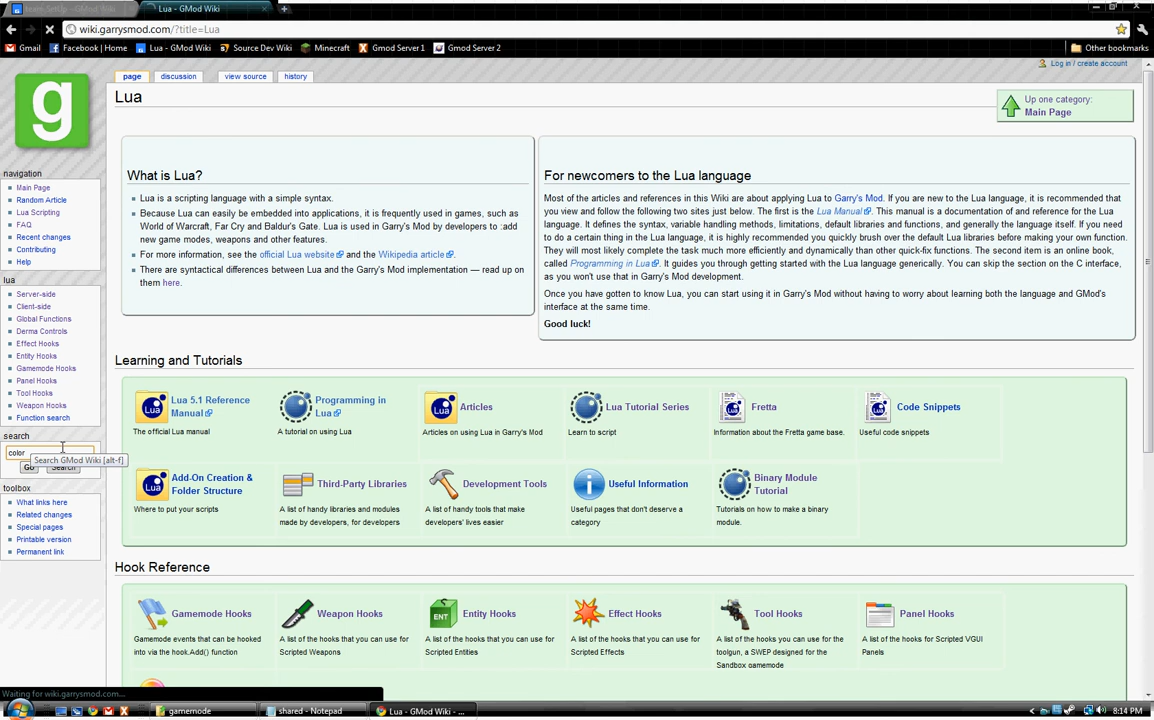 Lua - GMod Wiki
wiki.garrysmod.com/?title=Lua
Gmail
Facebook | Home
Lua - GMod Wiki
Source Dev Wiki
Minecraft
Gmod Server 1
Gmod Server 2
Other bookmarks
Log in / create account
page
discussion
view source
history
g
Lua
Up one category:
Main Page
navigation
Main Page
Random Article
Lua Scripting
FAQ
Recent changes
Contributing
Help
lua
Server-side
Client-side
Global Functions
Derma Controls
Effect Hooks
Entity Hooks
Gamemode Hooks
Panel Hooks
Tool Hooks
Weapon Hooks
Function search
search
color
Search GMod Wiki [alt-f]
Go
Search
toolbox
What links here
Related changes
Special pages
Printable version
Permanent link
What is Lua?
Lua is a scripting language with a simple syntax.
Because Lua can easily be embedded into applications, it is frequently used in games, such as
World of Warcraft, Far Cry and Baldur's Gate. Lua is used in Garry's Mod by developers to :add
new game modes, weapons and other features.
For more information, see the official Lua website and the Wikipedia article.
There are syntactical differences between Lua and the Garry's Mod implementation — read up on
them here.
For newcomers to the Lua language
Most of the articles and references in this Wiki are about applying Lua to Garry's Mod. If you are new to the Lua language, it is recommended that
you view and follow the following two sites just below. The first is the Lua Manual. This manual is a documentation of and reference for the Lua
language. It defines the syntax, variable handling methods, limitations, default libraries and functions, and generally the language itself. If you need
to do a certain thing in the Lua language, it is highly recommended you quickly brush over the default Lua libraries before making your own function.
They will most likely complete the task much more efficiently and dynamically than other quick-fix functions. The second item is an online book,
called Programming in Lua. It guides you through getting started with the Lua language generically. You can skip the section on the C interface,
as you won't use that in Garry's Mod development.
Once you have gotten to know Lua, you can start using it in Garry's Mod without having to worry about learning both the language and GMod's
interface at the same time.
Good luck!
Learning and Tutorials
Lua
Lua 5.1 Reference
Manual
The official Lua manual
Lua
Programming in
Lua
A tutorial on using Lua
Lua
Articles
Articles on using Lua in Garry's Mod
Lua
Lua Tutorial Series
Learn to script
Lua
Fretta
Information about the Fretta game base.
Lua
Code Snippets
Useful code snippets
Lua
Add-On Creation &
Folder Structure
Where to put your scripts
Third-Party Libraries
A list of handy libraries and modules
made by developers, for developers
Development Tools
A list of handy tools that make
developers' lives easier
i
Useful Information
Useful pages that don't deserve a
category
Lua
Binary Module
Tutorial
Tutorials on how to make a binary
module.
Hook Reference
Gamemode Hooks
Gamemode events that can be hooked
into via the hook.Add() function
Weapon Hooks
A list of the hooks that you can use for
Scripted Weapons
ENT
Entity Hooks
A list of the hooks that you can use for
Scripted Entities
Effect Hooks
A list of the hooks that you can use for
Scripted Effects
Tool Hooks
A list of the hooks you can use for the
toolgun, a SWEP designed for the
Sandbox gamemode
Panel Hooks
A list of the hooks for Scripted VGUI
Panels
Waiting for wiki.garrysmod.com...
gamemode
shared - Notepad
Lua - GMod Wiki - ...
8:14 PM